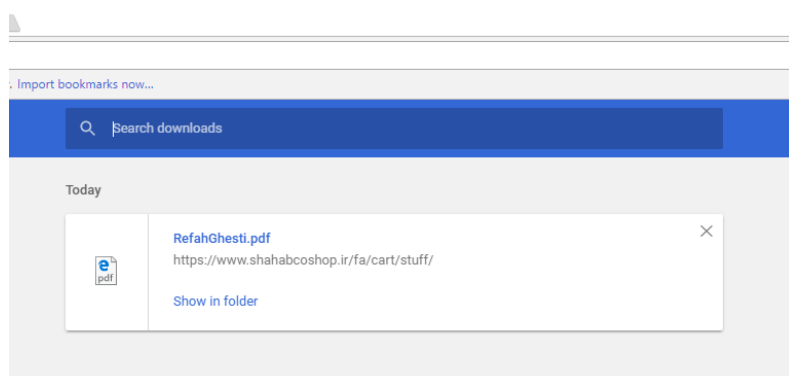 . Import bookmarks now...
Search downloads
Today
RefahGhesti.pdf
https://www.shahabcoshop.ir/fa/cart/stuff/
pdf
Show in folder